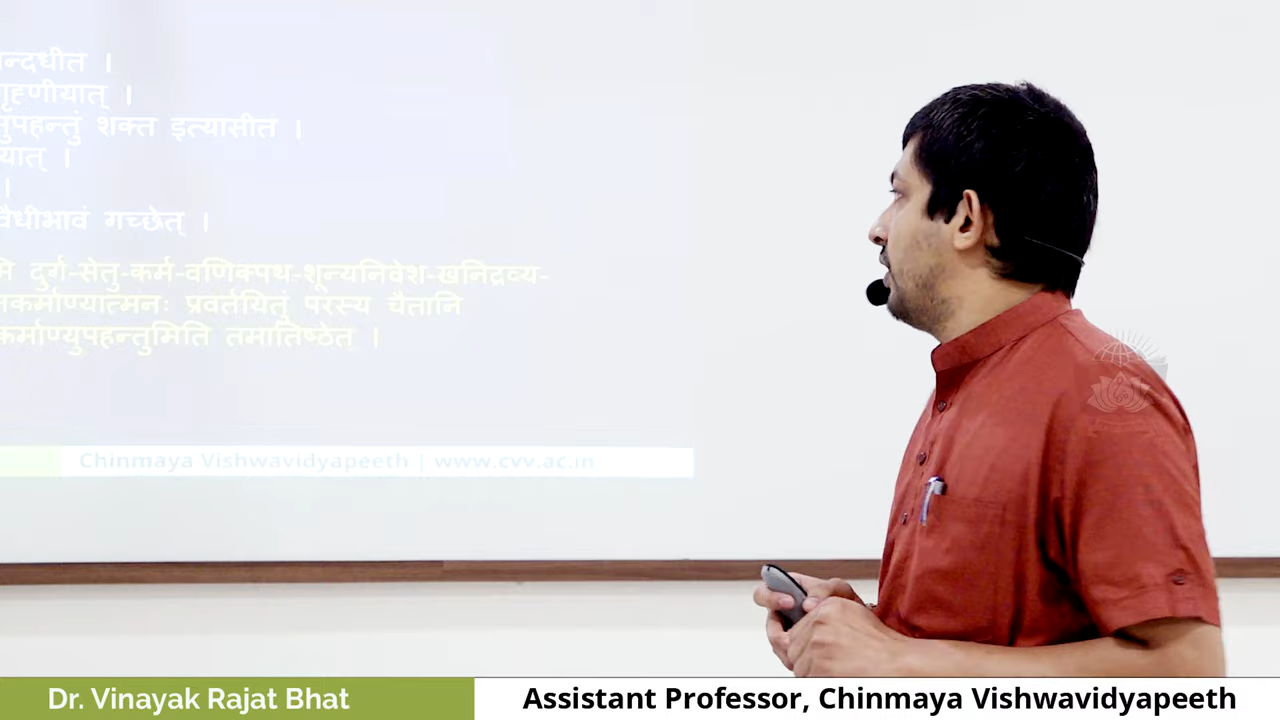 न्दधीत ।
गृह्णीयात् ।
पहन्तुं शक्त इत्यासीत ।
यात् ।
।
वैधीभावं गच्छेत् ।
दुर्ग-सेतु-कर्म-वणिक्पथ-शून्यनिवेश-खनिद्रव्य-
कर्माण्यात्मनः प्रवर्तयितुं परस्य चैतानि
कर्माण्युपहन्तुमिति तमातिष्ठेत ।
Chinmaya Vishwavidyapeeth | www.cvv.ac.in
Dr. Vinayak Rajat Bhat
Assistant Professor, Chinmaya Vishwavidyapeeth